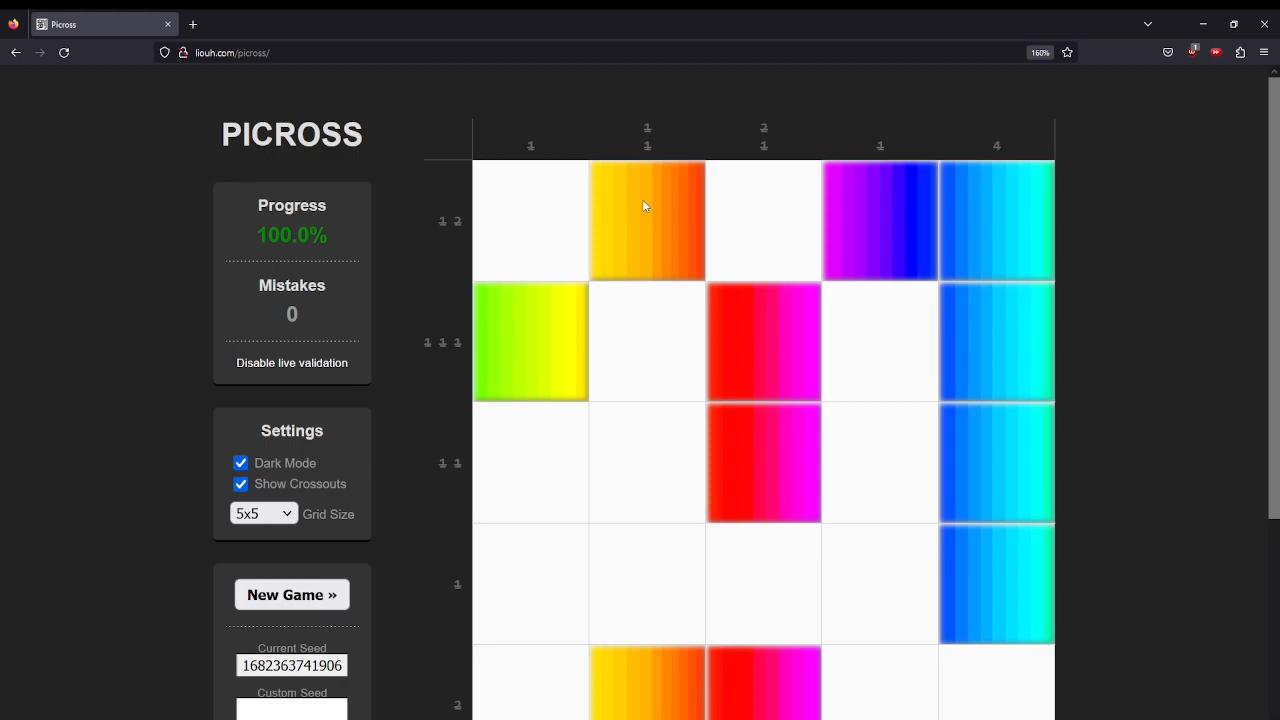 Picross
liouh.com/picross/
160%
1
PICROSS
1 2
1 1 1 1 4
Progress
100.0%
Mistakes
0
Disable live validation
Settings
Dark Mode
Show Crossouts
5x5 Grid Size
New Game »
Current Seed
1682363741906
Custom Seed
1 2
1 1 1
1 1
1
2